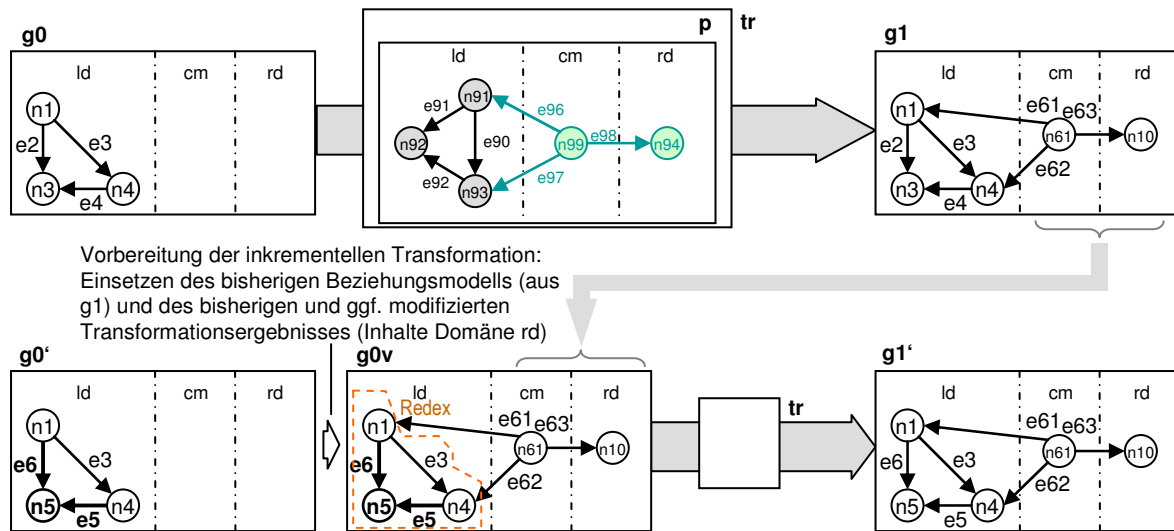 g0
ld cm rd
n1
e2
e3
n3
n4
e4
p
tr
ld cm rd
n91
e91
e96
n92
e90
n99
e98
n94
e92
n93
e97
g1
ld cm rd
n1
e61
e63
n61
n10
e2
e3
e62
n3
n4
e4
Vorbereitung der inkrementellen Transformation:
Einsetzen des bisherigen Beziehungsmodells (aus
g1) und des bisherigen und ggf. modifizierten
Transformationsergebnisses (Inhalte Domäne rd)
g0‘
ld cm rd
n1
e6
e3
n5
n4
e5
g0v
ld cm rd
Redex
n1
e61
e63
n61
n10
e6
e3
e62
n5
n4
e5
tr
g1‘
ld cm rd
n1
e61
e63
n61
n10
e6
e3
e62
n5
n4
e5